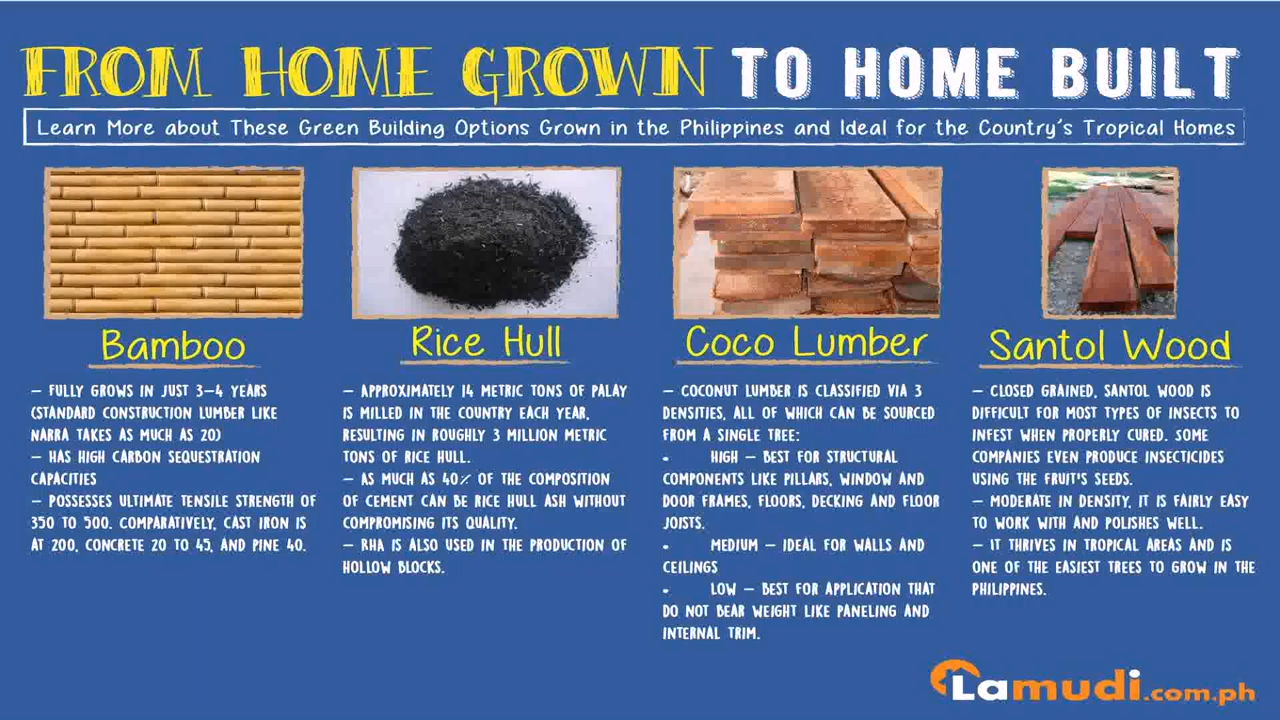 FROM HOME GROWN TO HOME BUILT
Learn More about These Green Building Options Grown in the Philippines and Ideal for the Country's Tropical Homes
Bamboo
– FULLY GROWS IN JUST 3–4 YEARS
(STANDARD CONSTRUCTION LUMBER LIKE
NARRA TAKES AS MUCH AS 20)
– HAS HIGH CARBON SEQUESTRATION
CAPACITIES
– POSSESSES ULTIMATE TENSILE STRENGTH OF
350 TO 500. COMPARATIVELY, CAST IRON IS
AT 200, CONCRETE 20 TO 45, AND PINE 40.
Rice Hull
– APPROXIMATELY 14 METRIC TONS OF PALAY
IS MILLED IN THE COUNTRY EACH YEAR,
RESULTING IN ROUGHLY 3 MILLION METRIC
TONS OF RICE HULL.
– AS MUCH AS 40% OF THE COMPOSITION
OF CEMENT CAN BE RICE HULL ASH WITHOUT
COMPROMISING ITS QUALITY.
– RHA IS ALSO USED IN THE PRODUCTION OF
HOLLOW BLOCKS.
Coco Lumber
– COCONUT LUMBER IS CLASSIFIED VIA 3
DENSITIES, ALL OF WHICH CAN BE SOURCED
FROM A SINGLE TREE:
• HIGH – BEST FOR STRUCTURAL
COMPONENTS LIKE PILLARS, WINDOW AND
DOOR FRAMES, FLOORS, DECKING AND FLOOR
JOISTS.
• MEDIUM – IDEAL FOR WALLS AND
CEILINGS
• LOW – BEST FOR APPLICATION THAT
DO NOT BEAR WEIGHT LIKE PANELING AND
INTERNAL TRIM.
Santol Wood
– CLOSED GRAINED, SANTOL WOOD IS
DIFFICULT FOR MOST TYPES OF INSECTS TO
INFEST WHEN PROPERLY CURED. SOME
COMPANIES EVEN PRODUCE INSECTICIDES
USING THE FRUIT'S SEEDS.
– MODERATE IN DENSITY, IT IS FAIRLY EASY
TO WORK WITH AND POLISHES WELL.
– IT THRIVES IN TROPICAL AREAS AND IS
ONE OF THE EASIEST TREES TO GROW IN THE
PHILIPPINES.
Lamudi.com.ph